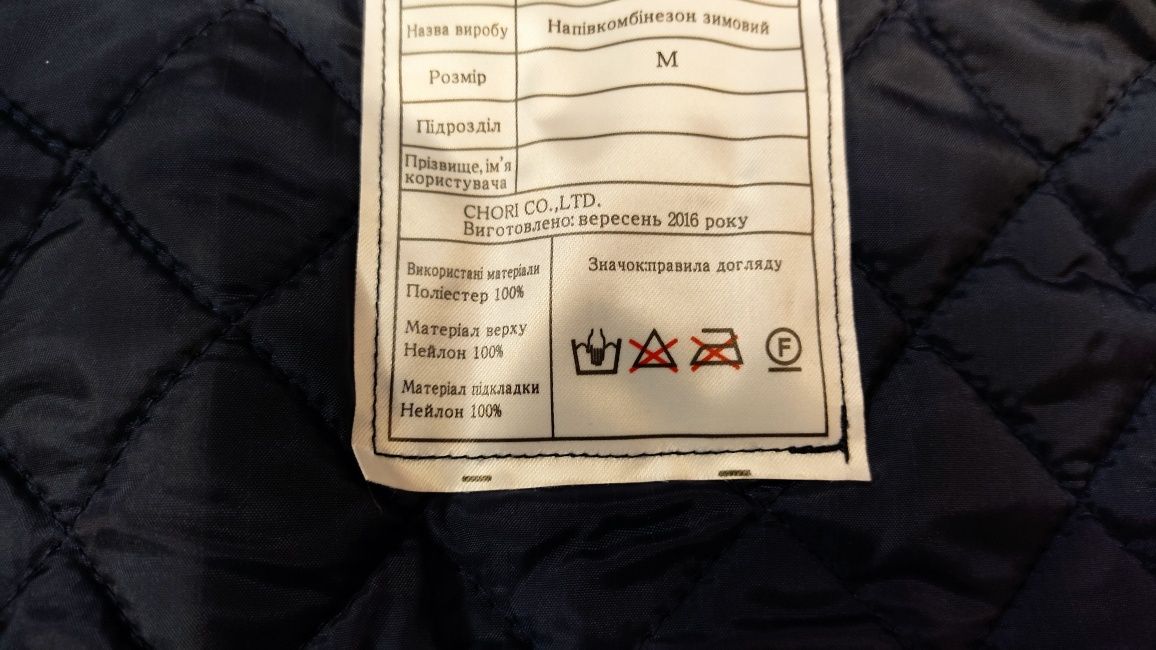 Назва виробу
Напівкомбінезон зимовий
Розмір
М
Підрозділ
Прізвище, ім'я
користувача
CHORI CO.,LTD.
Виготовлено: вересень 2016 року
Використані матеріали
Поліестер 100%
Матеріал верху
Нейлон 100%
Матеріал підкладки
Нейлон 100%
Значок:правила догляду
F